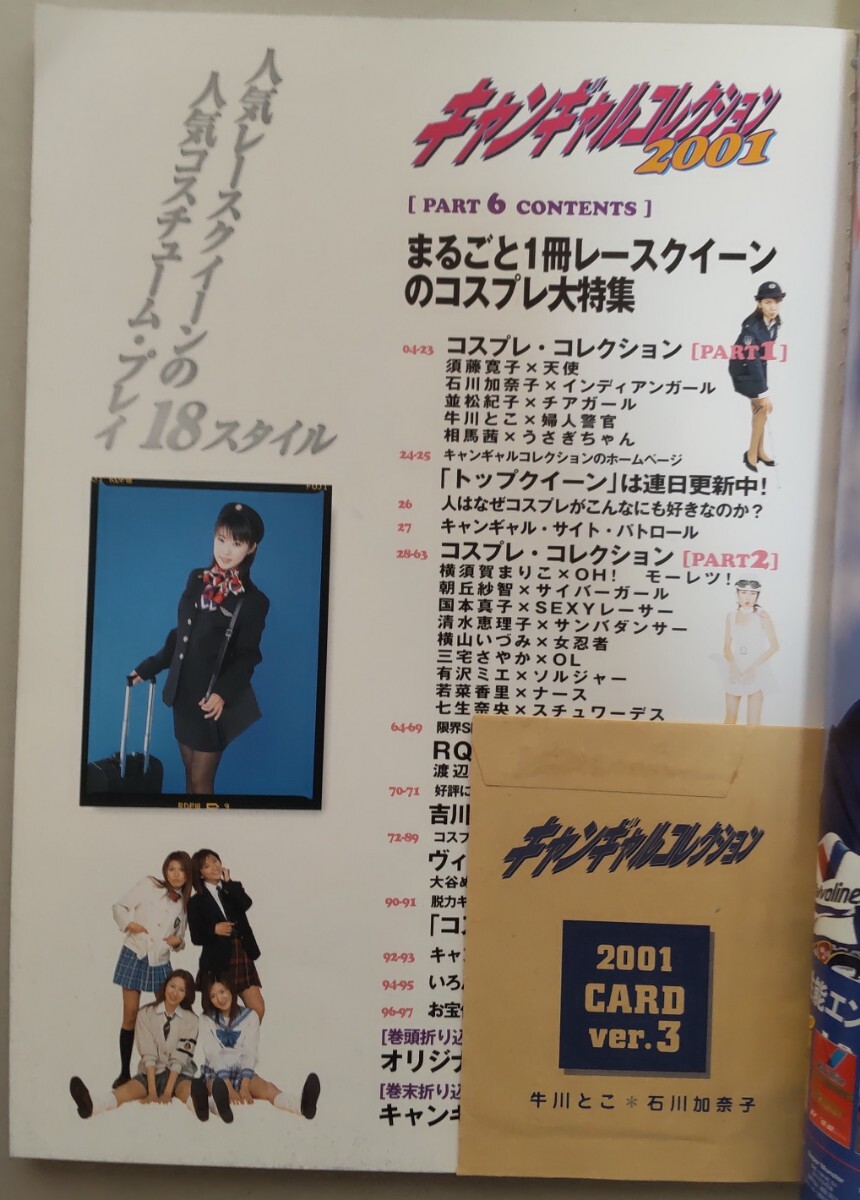 人気レースクイーンの
人気コスチューム・プレイ
18スタイル
キャンギャルコレクション
2001
[ PART 6 CONTENTS ]
まるごと1冊レースクイーン
のコスプレ大特集
04-23 コスプレ・コレクション [PART1]
須藤寛子×天使
石川加奈子×インディアンガール
並松紀子×チアガール
牛川とこ×婦人警官
相馬茜×うさぎちゃん
24-25 キャンギャルコレクションのホームページ
「トップクイーン」は連日更新中!
26 人はなぜコスプレがこんなにも好きなのか?
27 キャンギャル・サイト・パトロール
28-63 コスプレ・コレクション [PART2]
横須賀まりこ×OH! モーレツ!
朝丘紗智×サイバーガール
国本真子×SEXYレーサー
清水恵理子×サンバダンサー
横山いづみ×女忍者
三宅さやか×OL
有沢ミエ×ソルジャー
若菜香里×ナース
七生奈央×スチュワーデス
64-69 限界S
RQ
渡辺
70-71 好評に
吉川
72-89 コスプ
ヴィ
大谷め
90-91 脱力キ
「コス
92-93 キャン
94-95 いろん
96-97 お宝
[巻頭折り込
オリジナ
[巻末折り込
キャンギ
キャンギャルコレクション
2001
CARD
ver.3
牛川とこ＊石川加奈子
RDPIII
valvoline
能エン